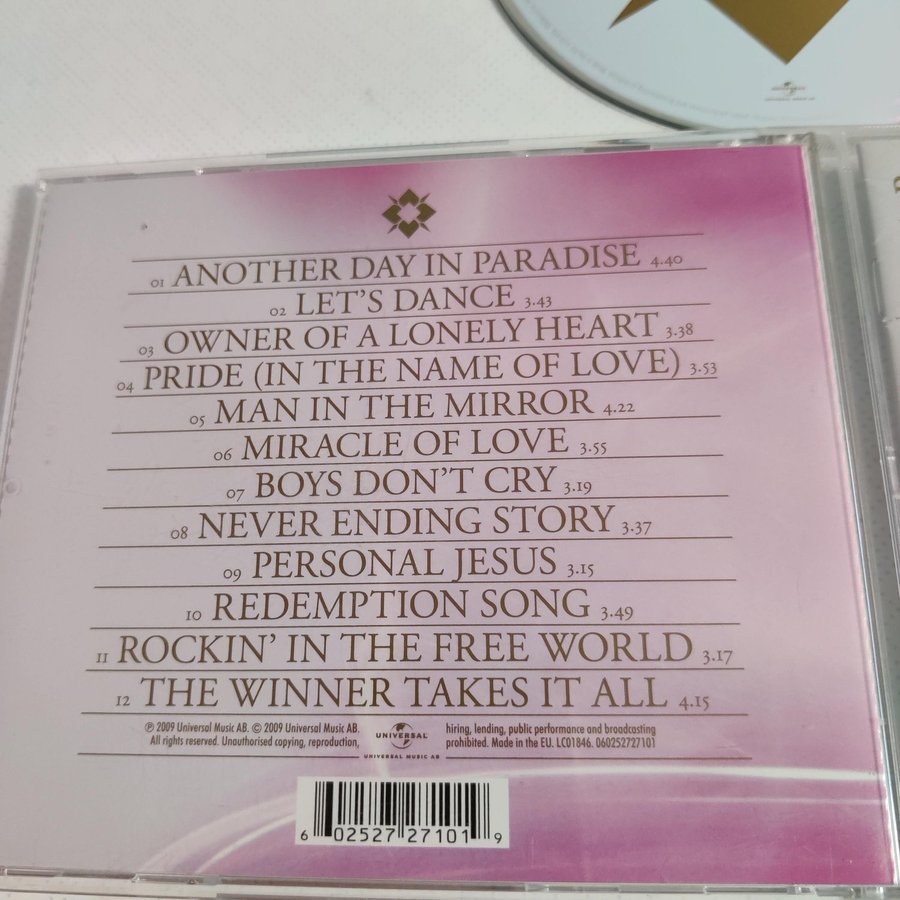 01 ANOTHER DAY IN PARADISE 4.40
02 LET'S DANCE 3.43
03 OWNER OF A LONELY HEART 3.38
04 PRIDE (IN THE NAME OF LOVE) 3.53
05 MAN IN THE MIRROR 4.22
06 MIRACLE OF LOVE 3.55
07 BOYS DON'T CRY 3.19
08 NEVER ENDING STORY 3.37
09 PERSONAL JESUS 3.15
10 REDEMPTION SONG 3.49
11 ROCKIN' IN THE FREE WORLD 3.17
12 THE WINNER TAKES IT ALL 4.15
℗ 2009 Universal Music AB. © 2009 Universal Music AB.
All rights reserved. Unauthorised copying, reproduction,
UNIVERSAL
UNIVERSAL MUSIC AB
hiring, lending, public performance and broadcasting
prohibited. Made in the EU. LC01846. 060252727101
6 02527 27101 9